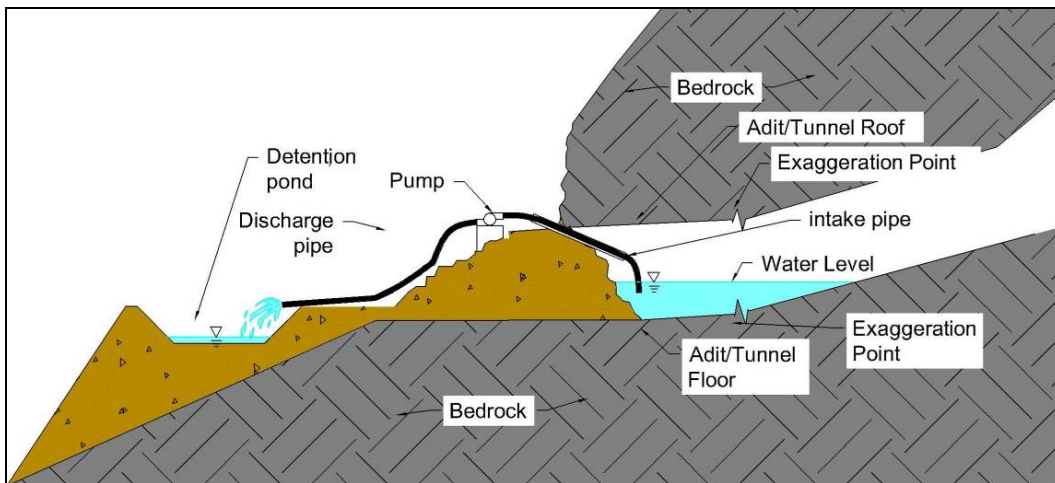 Bedrock
Adit/Tunnel Roof
Exaggeration Point
Detention
pond
Pump
Discharge
pipe
intake pipe
Water Level
Exaggeration
Point
Adit/Tunnel
Floor
Bedrock